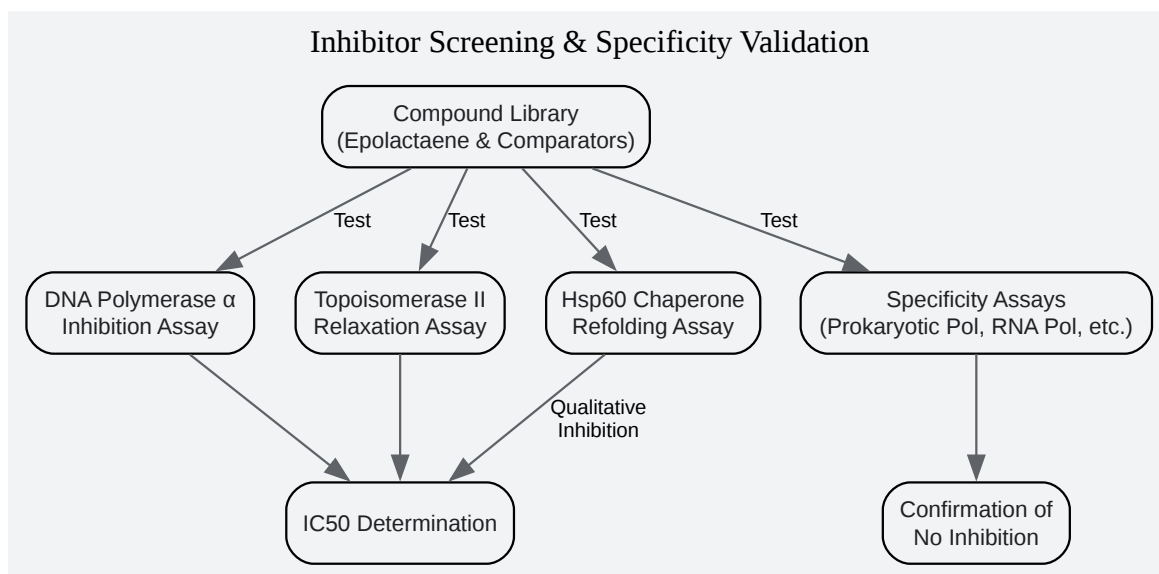 Inhibitor Screening & Specificity Validation
Compound Library
(Epolactaene & Comparators)
Test
Test
Test
Test
DNA Polymerase α
Inhibition Assay
Topoisomerase II
Relaxation Assay
Hsp60 Chaperone
Refolding Assay
Specificity Assays
(Prokaryotic Pol, RNA Pol, etc.)
Qualitative
Inhibition
IC50 Determination
Confirmation of
No Inhibition